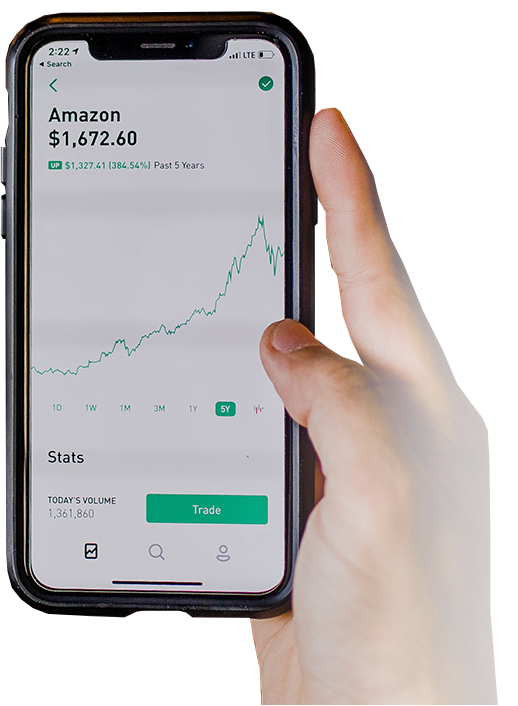 2:22 LTE
◀ Search
Amazon
$1,672.60
UP $1,327.41 (384.54%) Past 5 Years
1D 1W 1M 3M 1Y 5Y
Stats
TODAY'S VOLUME
1,361,860
Trade